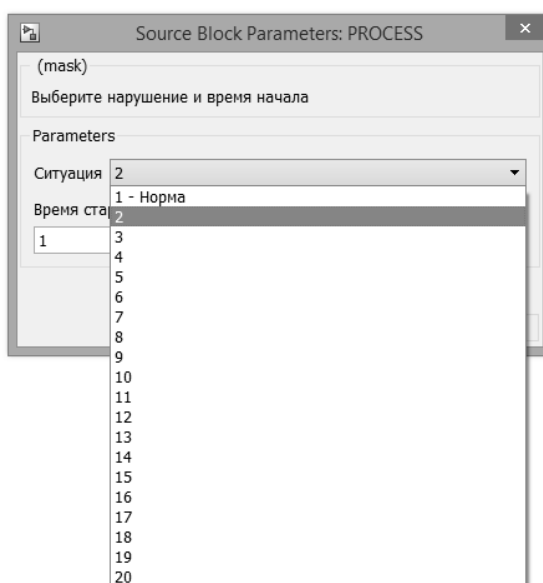 Source Block Parameters: PROCESS
(mask)
Выберите нарушение и время начала
Parameters
Ситуация 2
1 - Норма
Время
2
1
3
4
5
6
7
8
9
10
11
12
13
14
15
16
17
18
19
20